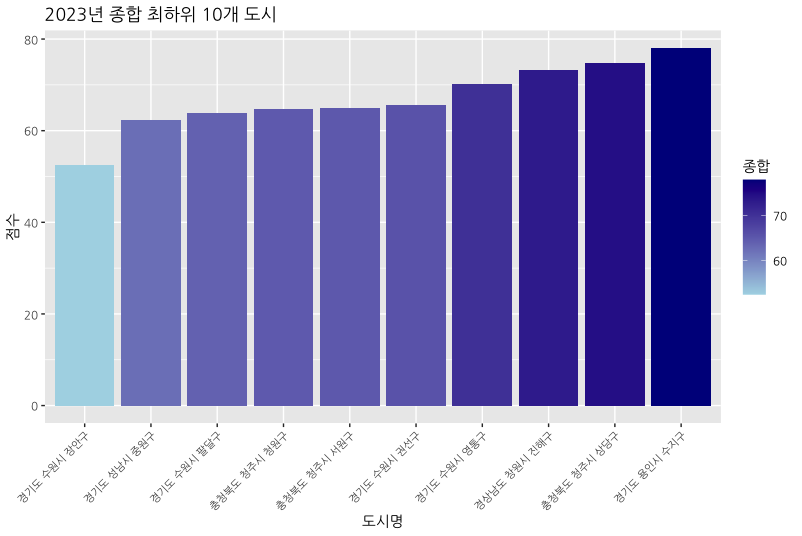 2023년 종합 최하위 10개 도시
점수
80
60
40
20
0
경기도 수원시 장안구
경기도 성남시 중원구
경기도 수원시 팔달구
충청북도 청주시 청원구
충청북도 청주시 서원구
경기도 수원시 권선구
경기도 수원시 영통구
경상남도 창원시 진해구
충청북도 청주시 상당구
경기도 용인시 수지구
도시명
종합
70
60